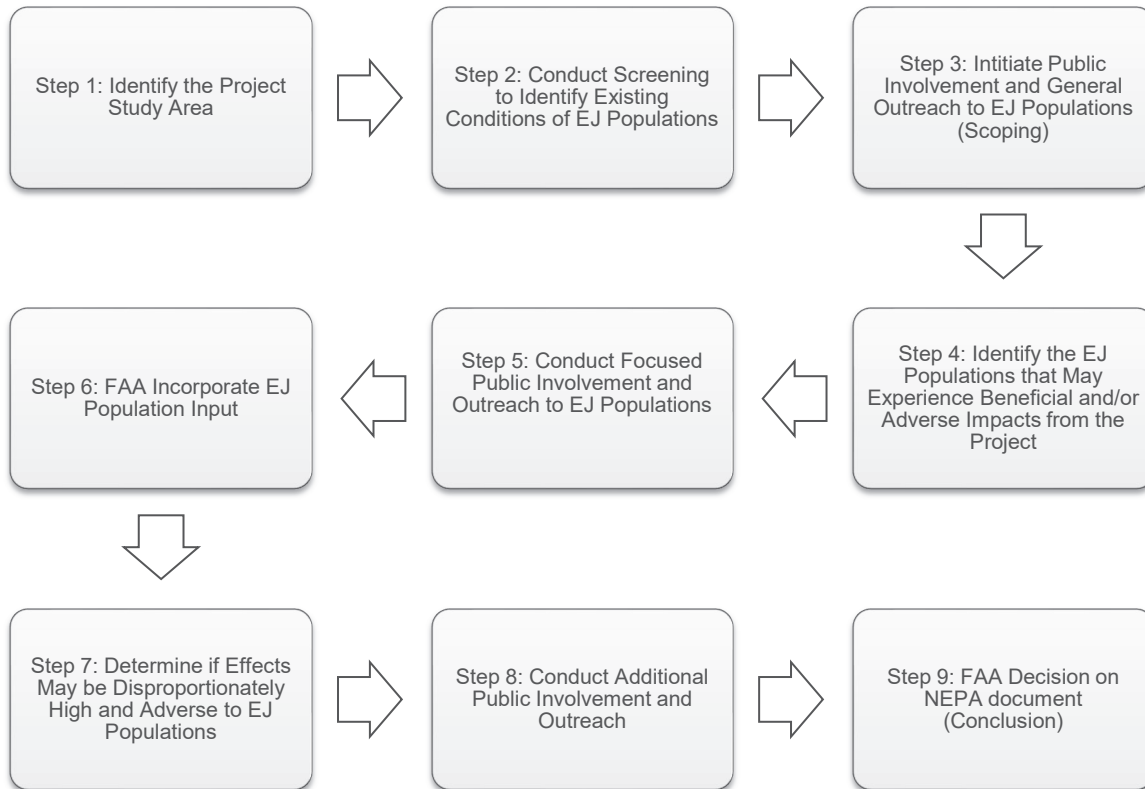 Step 1: Identify the Project
Study Area
Step 2: Conduct Screening
to Identify Existing
Conditions of EJ Populations
Step 3: Intitiate Public
Involvement and General
Outreach to EJ Populations
(Scoping)
Step 4: Identify the EJ
Populations that May
Experience Beneficial and/or
Adverse Impacts from the
Project
Step 5: Conduct Focused
Public Involvement and
Outreach to EJ Populations
Step 6: FAA Incorporate EJ
Population Input
Step 7: Determine if Effects
May be Disproportionately
High and Adverse to EJ
Populations
Step 8: Conduct Additional
Public Involvement and
Outreach
Step 9: FAA Decision on
NEPA document
(Conclusion)